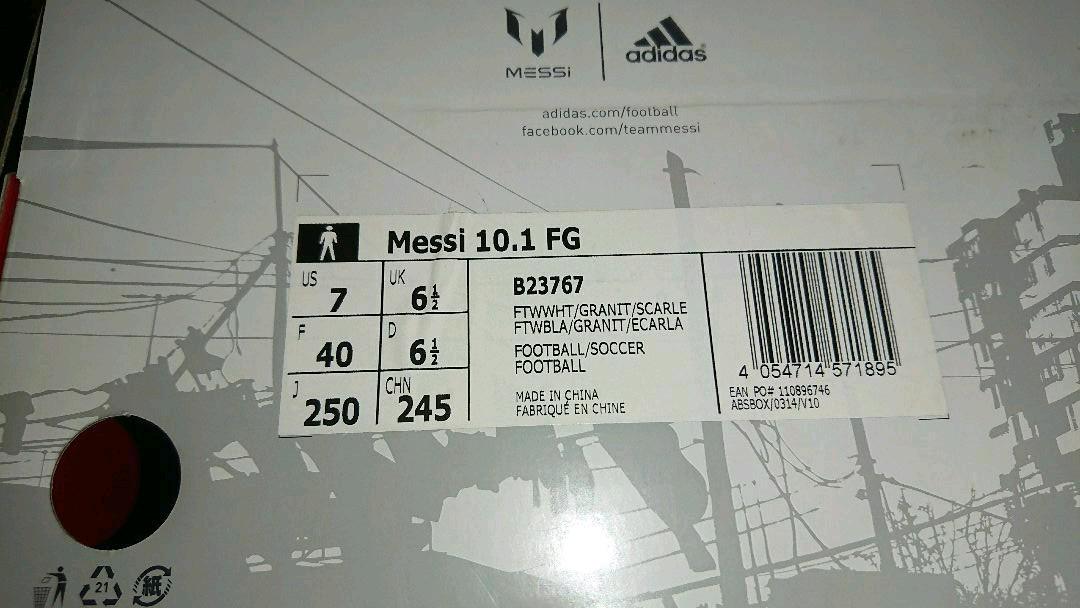 MESSI
adidas
adidas.com/football
facebook.com/teammessi
Messi 10.1 FG
US 7
UK 6½
F 40
D 6½
J 250
CHN 245
B23767
FTWWHT/GRANIT/SCARLE
FTWBLA/GRANIT/ECARLA
FOOTBALL/SOCCER
FOOTBALL
MADE IN CHINA
FABRIQUÉ EN CHINE
4 054714 571895
EAN PO# 110896746
ABSBOX/0314/V10
21
紙